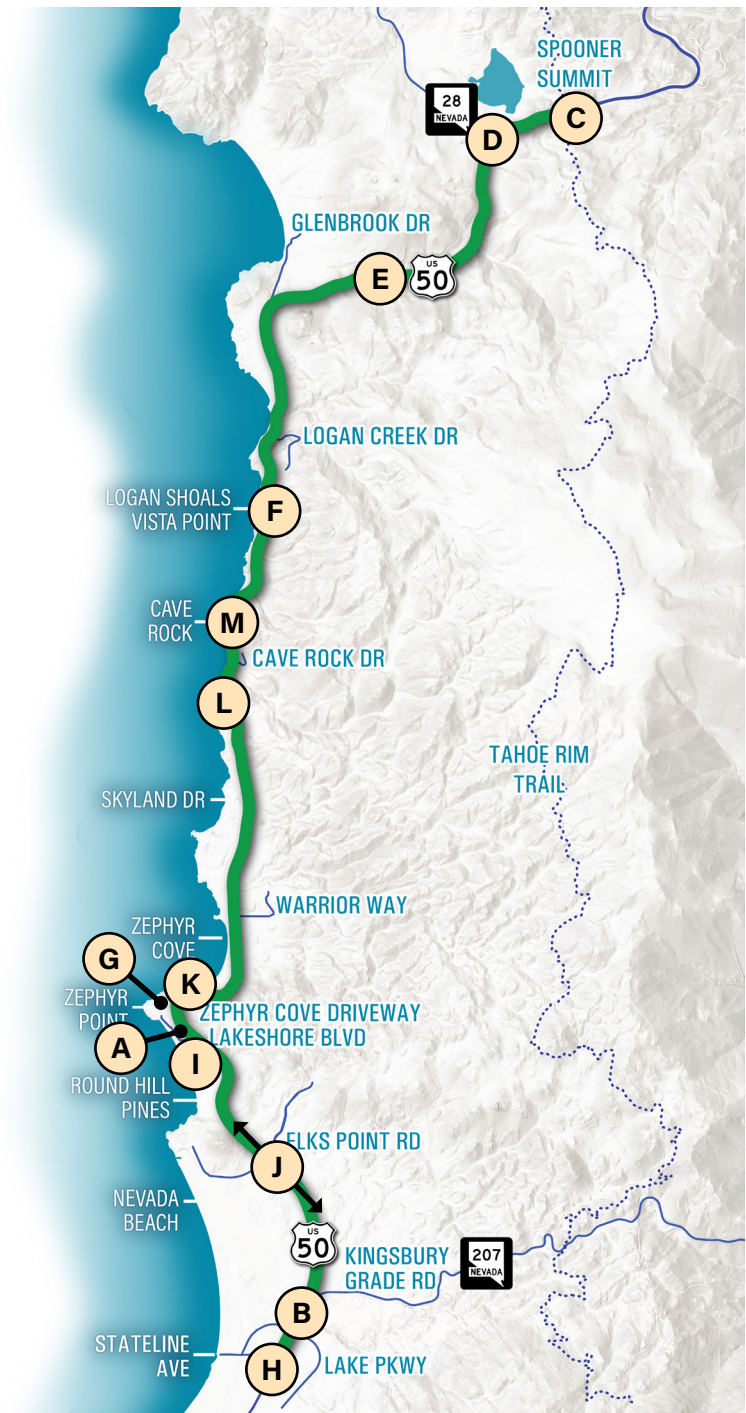 SPOONER
SUMMIT
28
NEVADA
C
D
GLENBROOK DR
E
US
50
LOGAN CREEK DR
LOGAN SHOALS
VISTA POINT
F
CAVE
ROCK
M
CAVE ROCK DR
L
TAHOE RIM
TRAIL
SKYLAND DR
WARRIOR WAY
ZEPHYR
COVE
G
K
ZEPHYR
POINT
ZEPHYR COVE DRIVEWAY
LAKESHORE BLVD
A
I
ROUND HILL
PINES
ELKS POINT RD
J
NEVADA
BEACH
US
50
KINGSBURY
GRADE RD
207
NEVADA
B
STATELINE
AVE
H
LAKE PKWY